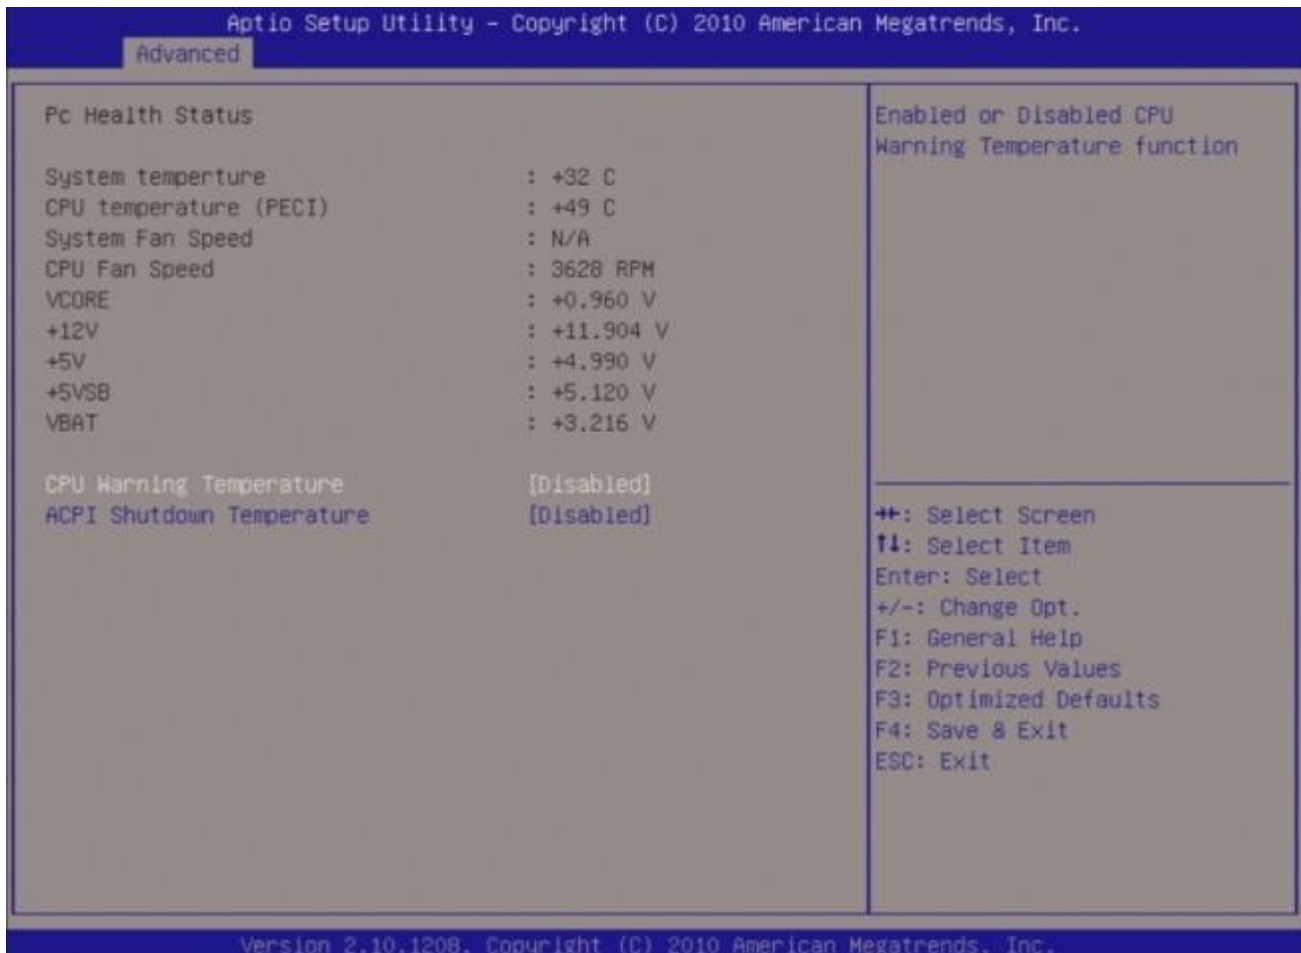 Aptio Setup Utility – Copyright (C) 2010 American Megatrends, Inc.
Advanced
Pc Health Status
System temperture : +32 C
CPU temperature (PECI) : +49 C
System Fan Speed : N/A
CPU Fan Speed : 3628 RPM
VCORE : +0.960 V
+12V : +11.904 V
+5V : +4.990 V
+5VSB : +5.120 V
VBAT : +3.216 V
CPU Warning Temperature [Disabled]
ACPI Shutdown Temperature [Disabled]
Enabled or Disabled CPU
Warning Temperature function
→←: Select Screen
↑↓: Select Item
Enter: Select
+/-: Change Opt.
F1: General Help
F2: Previous Values
F3: Optimized Defaults
F4: Save & Exit
ESC: Exit
Version 2.10.1208. Copyright (C) 2010 American Megatrends, Inc.